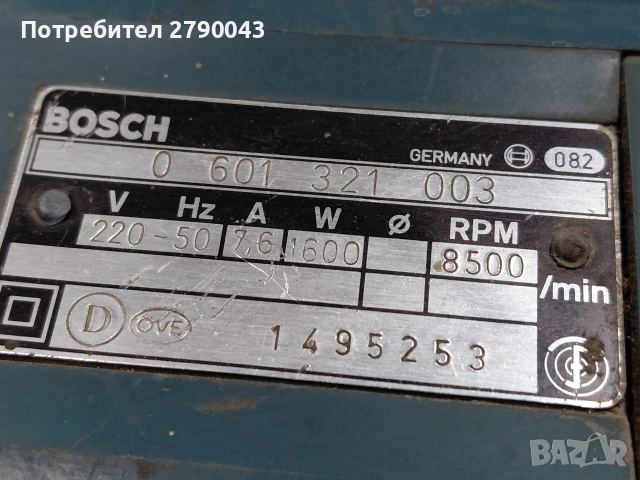 Потребител 2790043
BOSCH
GERMANY 082
0 601 321 003
V Hz A W Ø RPM
220-50 7,6 1600 8500
/min
D ÖVE 1495253
BAZAR